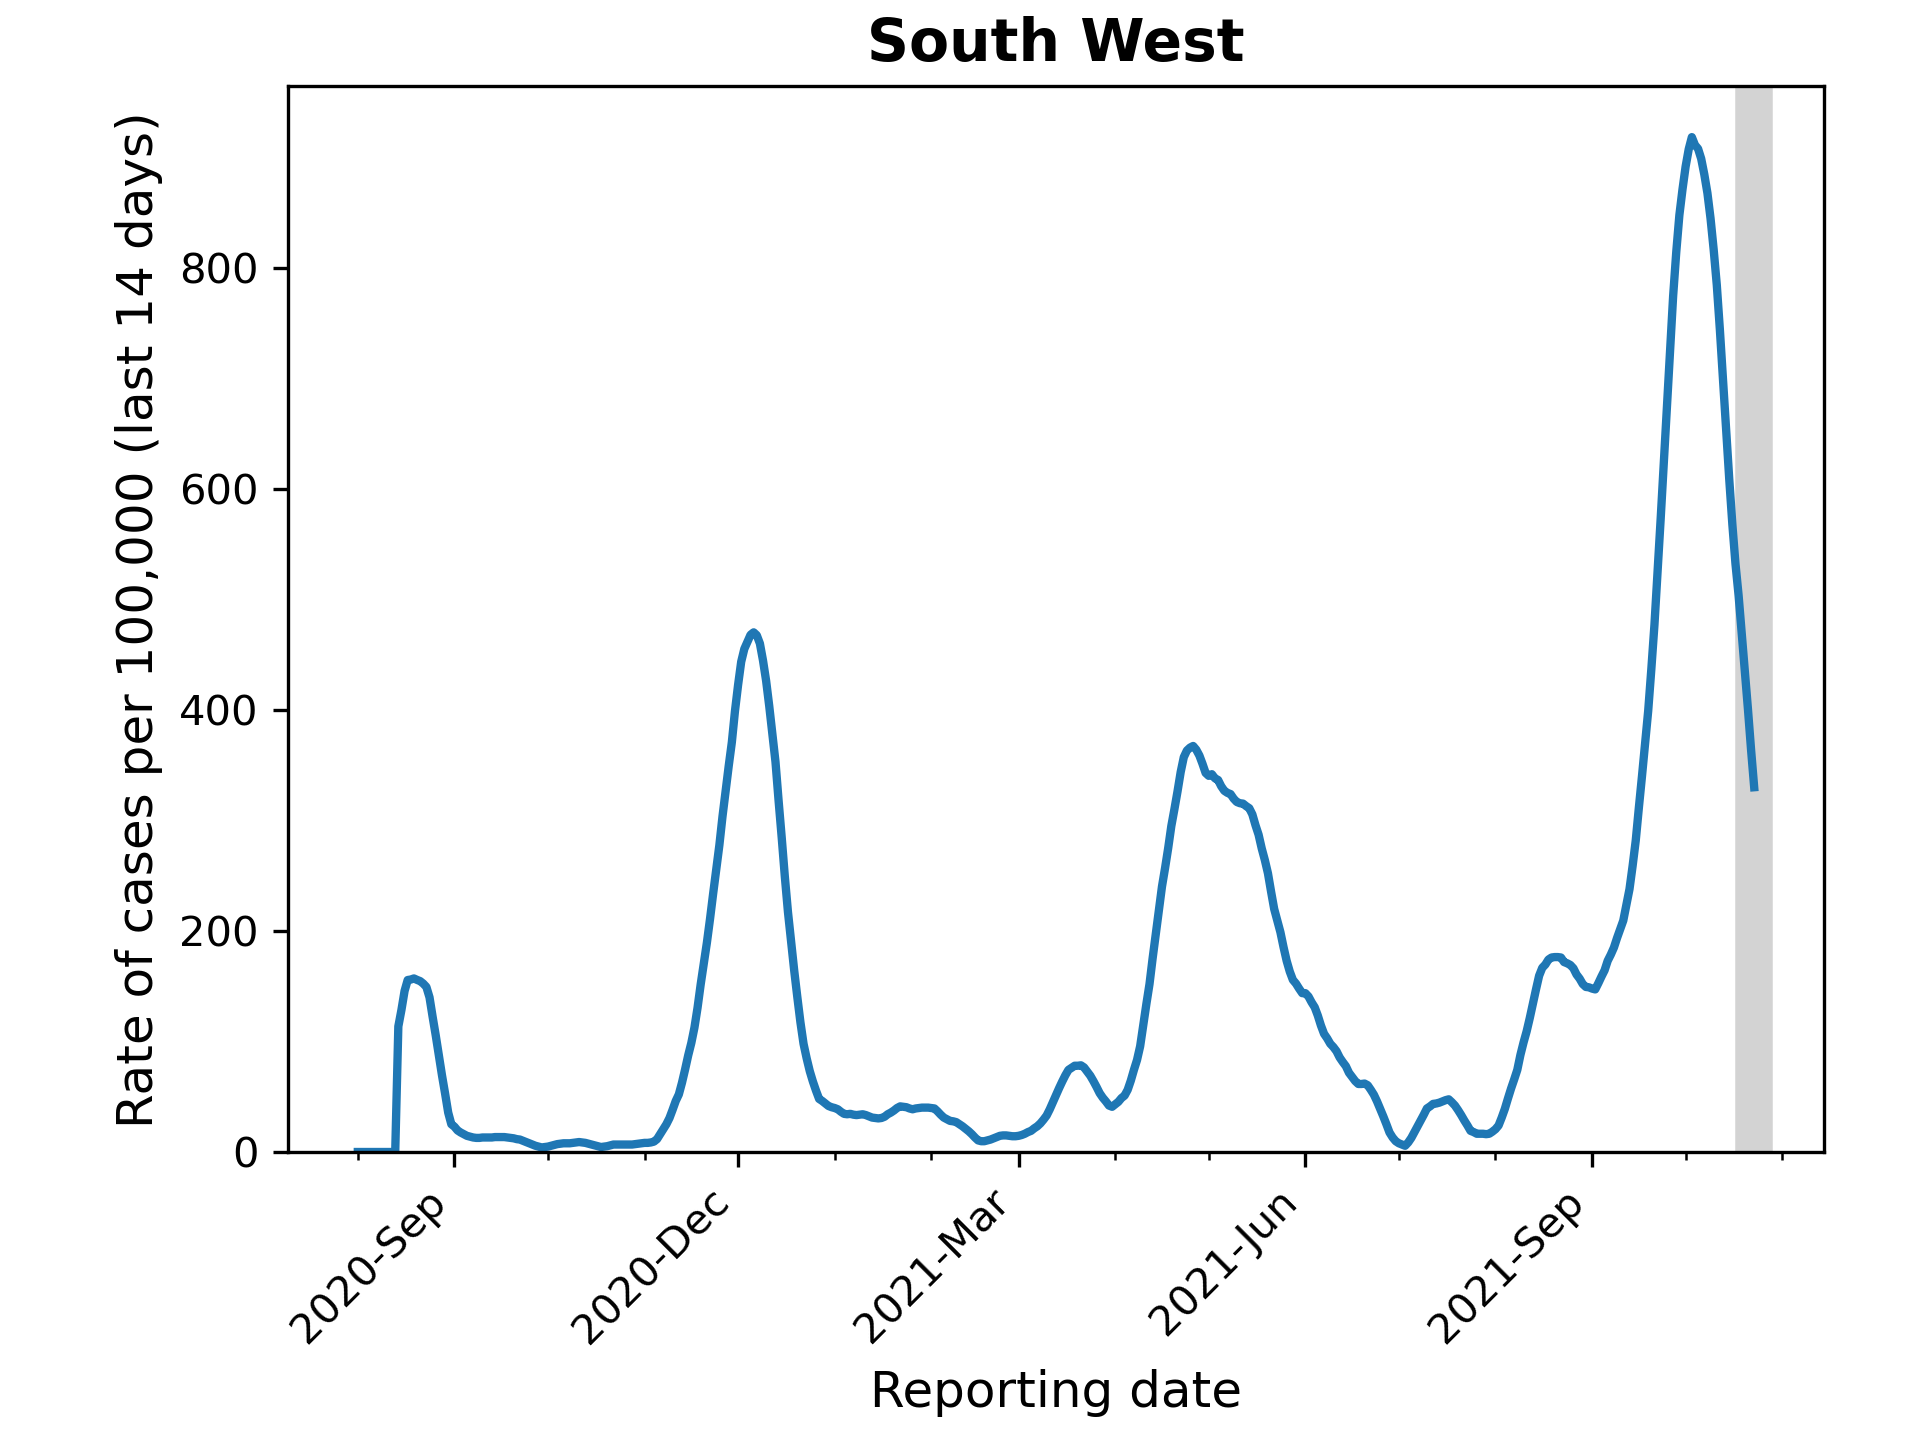 South West
Rate of cases per 100,000 (last 14 days)
800
600
400
200
0
2020-Sep
2020-Dec
2021-Mar
2021-Jun
2021-Sep
Reporting date